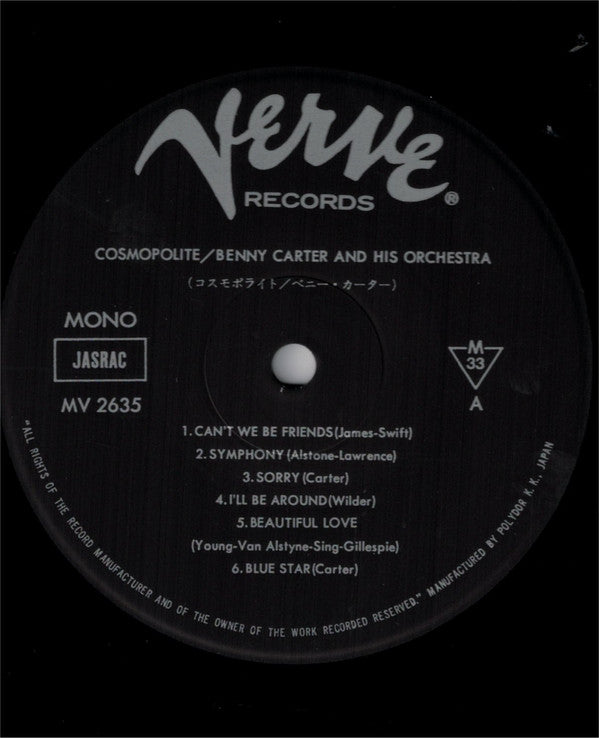 Verve
RECORDS ®
COSMOPOLITE/BENNY CARTER AND HIS ORCHESTRA
(コスモポライト/ベニー・カーター)
MONO
JASRAC
MV 2635
M
33
A
1. CAN'T WE BE FRIENDS (James-Swift)
2. SYMPHONY (Alstone-Lawrence)
3. SORRY (Carter)
4. I'LL BE AROUND (Wilder)
5. BEAUTIFUL LOVE
(Young-Van Alstyne-Sing-Gillespie)
6. BLUE STAR (Carter)
"ALL RIGHTS OF THE RECORD MANUFACTURER AND OF THE OWNER OF THE WORK RECORDED RESERVED." MANUFACTURED BY POLYDOR K. K. JAPAN